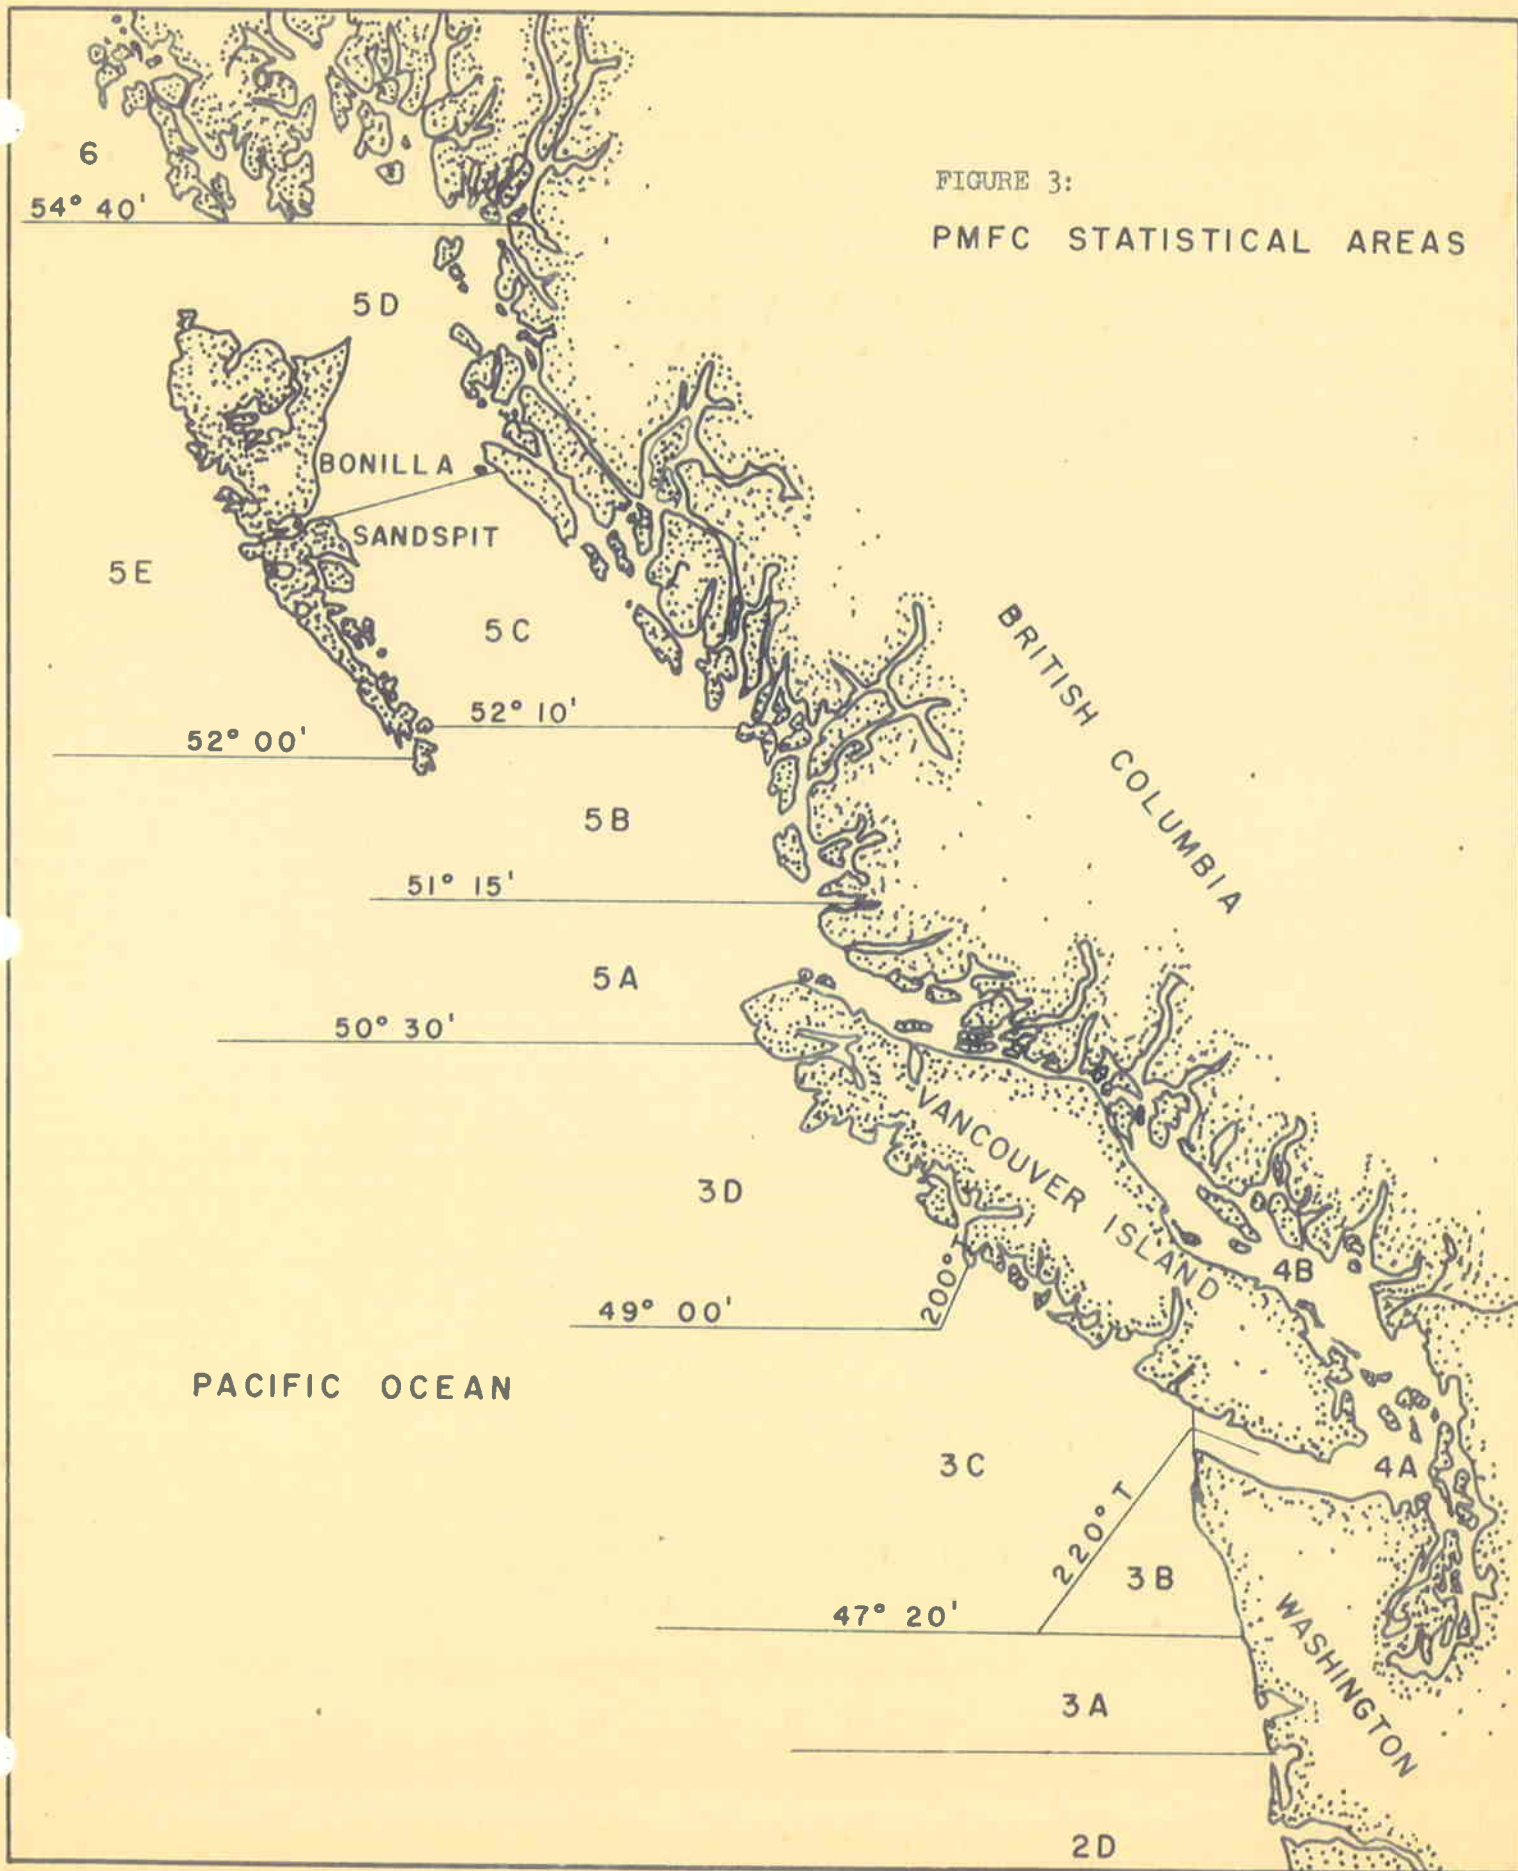 FIGURE 3:
PMFC STATISTICAL AREAS
6
54° 40'
5D
BONILLA
SANDSPIT
5E
5C
BRITISH COLUMBIA
52° 10'
52° 00'
5B
51° 15'
5A
50° 30'
VANCOUVER ISLAND
3D
200°
4B
49° 00'
PACIFIC OCEAN
3C
4A
220° T
3B
47° 20'
WASHINGTON
3A
2D